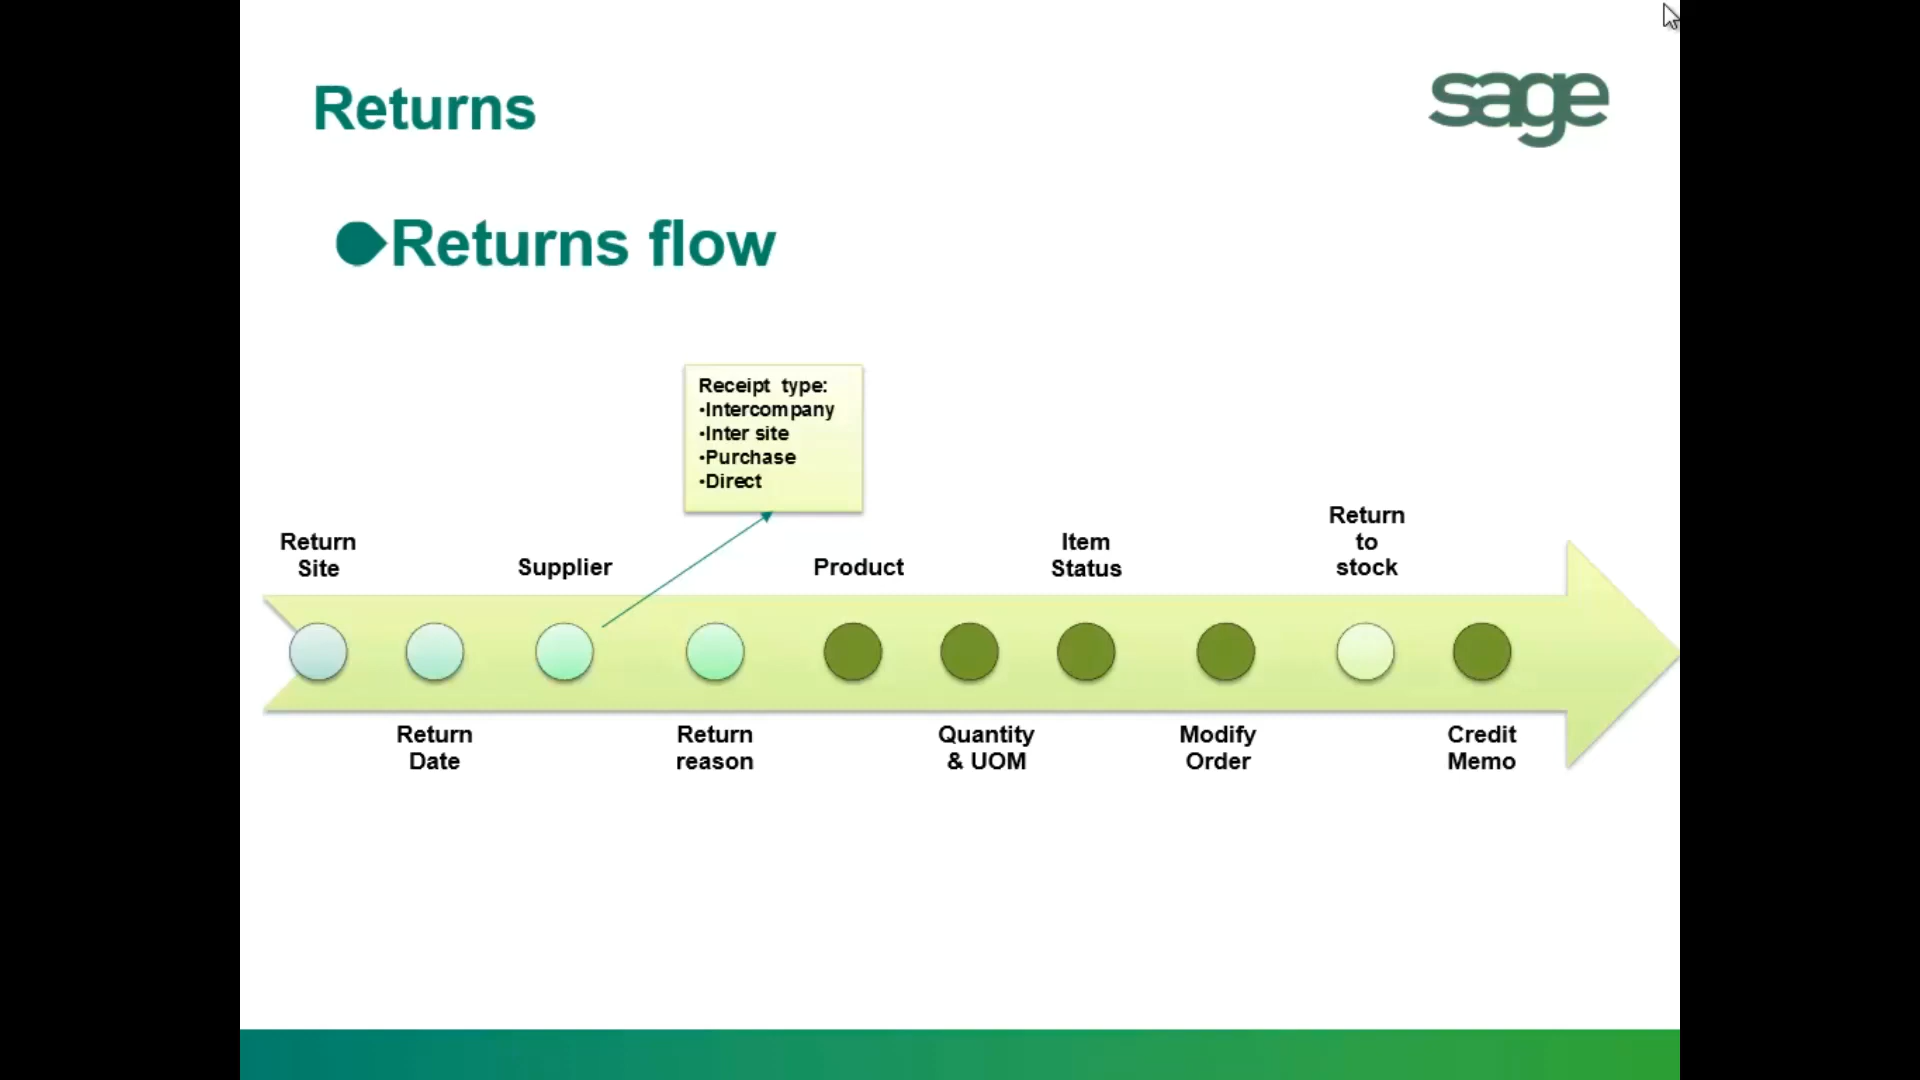 Returns
sage
Returns flow
Receipt type:
•Intercompany
•Inter site
•Purchase
•Direct
Return
Site
Supplier
Product
Item
Status
Return
to
stock
Return
Date
Return
reason
Quantity
& UOM
Modify
Order
Credit
Memo